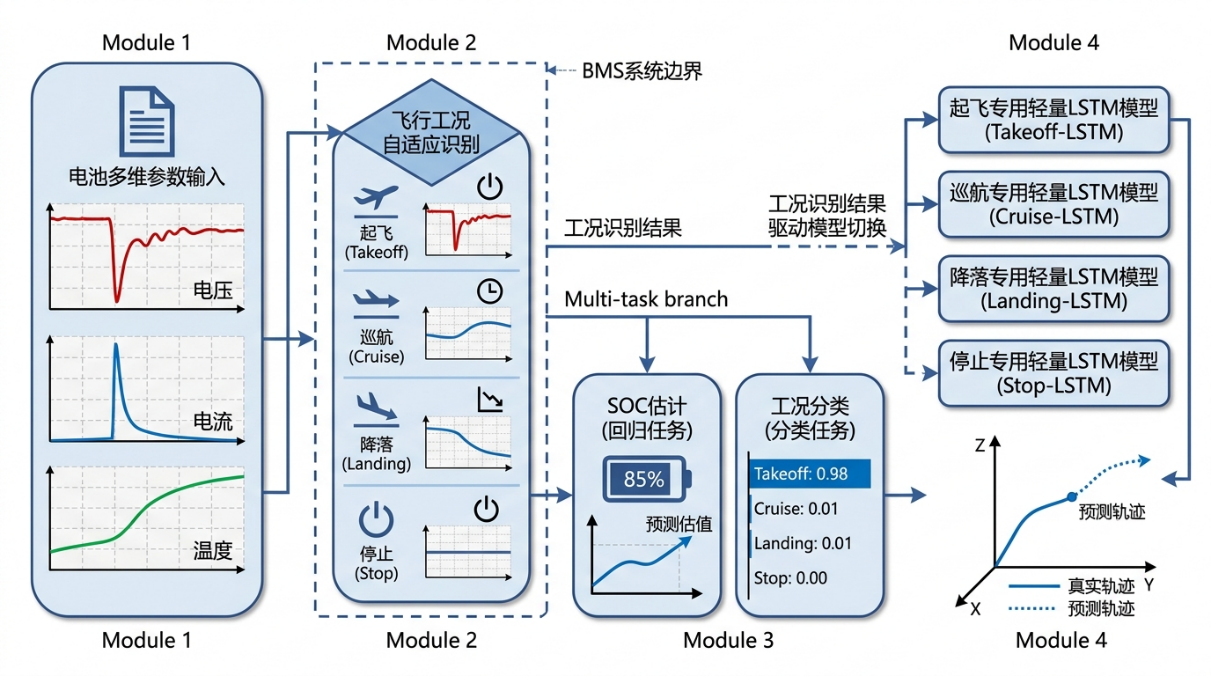 Module 1
电池多维参数输入
电压
电流
温度
Module 1
Module 2
飞行工况
自适应识别
起飞
(Takeoff)
巡航
(Cruise)
降落
(Landing)
停止
(Stop)
Module 2
BMS系统边界
工况识别结果
工况识别结果
驱动模型切换
Multi-task branch
SOC估计
(回归任务)
85%
预测估值
工况分类
(分类任务)
Takeoff: 0.98
Cruise: 0.01
Landing: 0.01
Stop: 0.00
Module 3
Module 4
起飞专用轻量LSTM模型
(Takeoff-LSTM)
巡航专用轻量LSTM模型
(Cruise-LSTM)
降落专用轻量LSTM模型
(Landing-LSTM)
停止专用轻量LSTM模型
(Stop-LSTM)
Z
预测轨迹
真实轨迹
Y
X
预测轨迹
Module 4